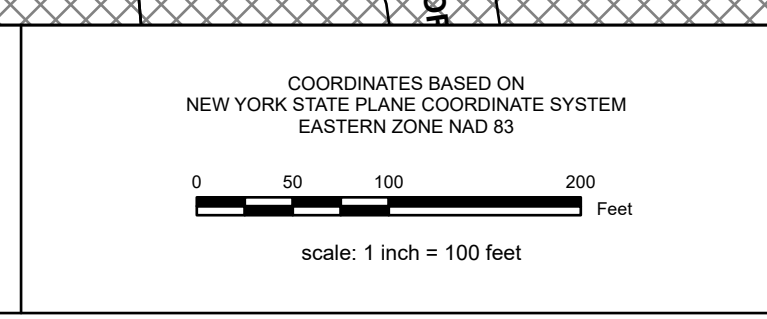 OF
COORDINATES BASED ON
NEW YORK STATE PLANE COORDINATE SYSTEM
EASTERN ZONE NAD 83
0 50 100 200
Feet
scale: 1 inch = 100 feet